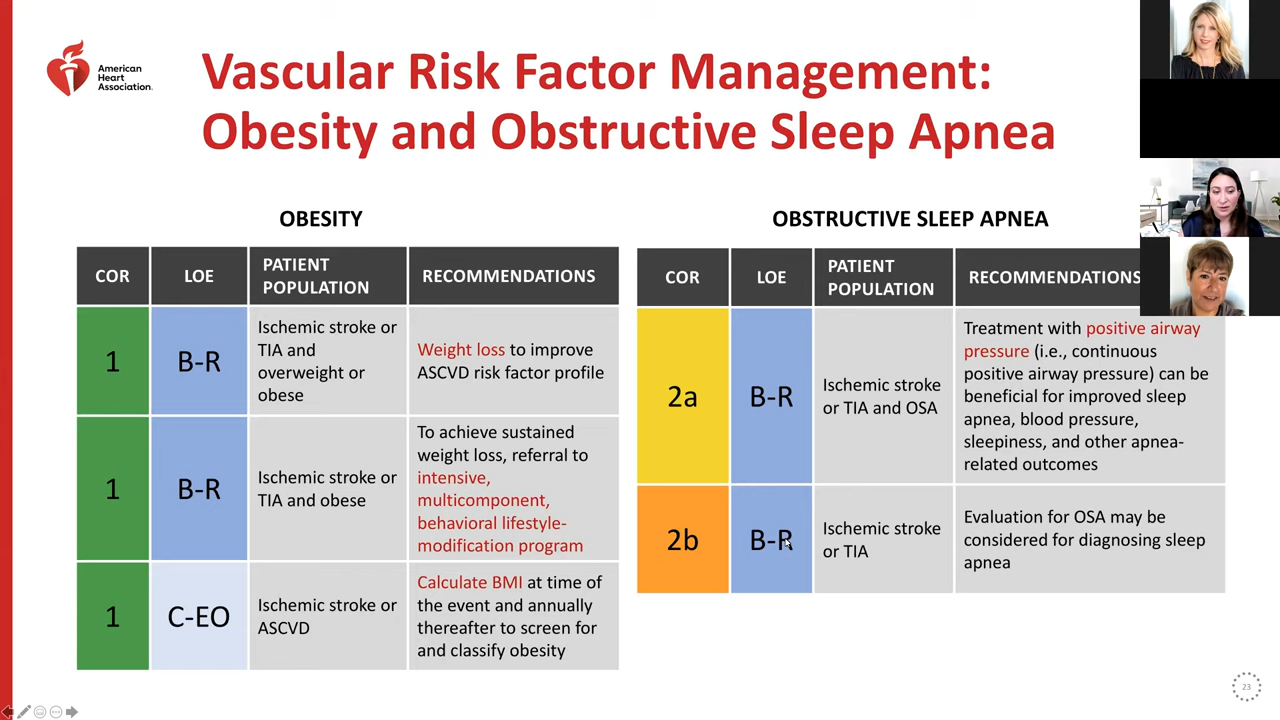 American
Heart
Association.
Vascular Risk Factor Management:
Obesity and Obstructive Sleep Apnea
OBESITY
COR
LOE
PATIENT
POPULATION
RECOMMENDATIONS
1
B-R
Ischemic stroke or
TIA and
overweight or
obese
Weight loss to improve
ASCVD risk factor profile
1
B-R
Ischemic stroke or
TIA and obese
To achieve sustained
weight loss, referral to
intensive,
multicomponent,
behavioral lifestyle-
modification program
1
C-EO
Ischemic stroke or
ASCVD
Calculate BMI at time of
the event and annually
thereafter to screen for
and classify obesity
OBSTRUCTIVE SLEEP APNEA
COR
LOE
PATIENT
POPULATION
RECOMMENDATIONS
2a
B-R
Ischemic stroke
or TIA and OSA
Treatment with positive airway
pressure (i.e., continuous
positive airway pressure) can be
beneficial for improved sleep
apnea, blood pressure,
sleepiness, and other apnea-
related outcomes
2b
B-R
Ischemic stroke
or TIA
Evaluation for OSA may be
considered for diagnosing sleep
apnea
23